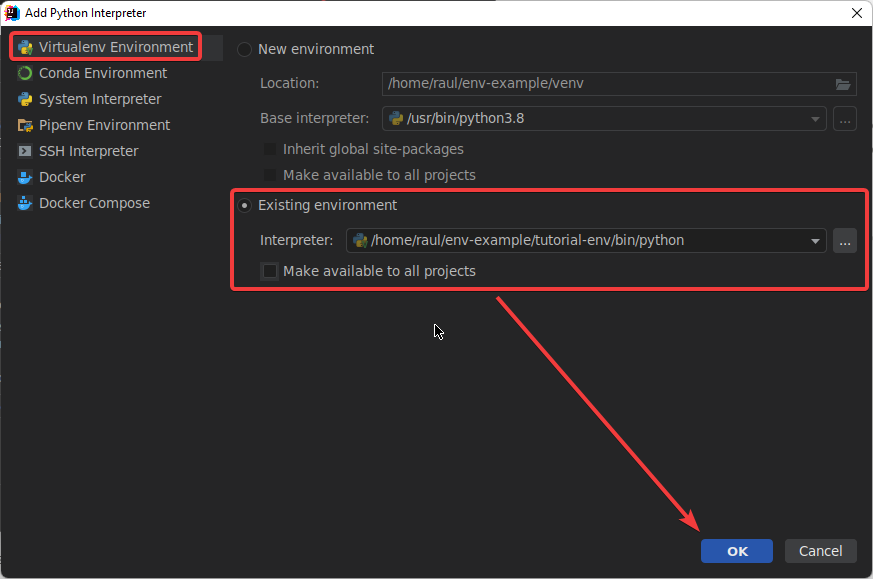 Add Python Interpreter
Virtualenv Environment
Conda Environment
System Interpreter
Pipenv Environment
SSH Interpreter
Docker
Docker Compose
New environment
Location: /home/raul/env-example/venv
Base interpreter: /usr/bin/python3.8 ...
Inherit global site-packages
Make available to all projects
Existing environment
Interpreter: /home/raul/env-example/tutorial-env/bin/python ...
Make available to all projects
OK Cancel